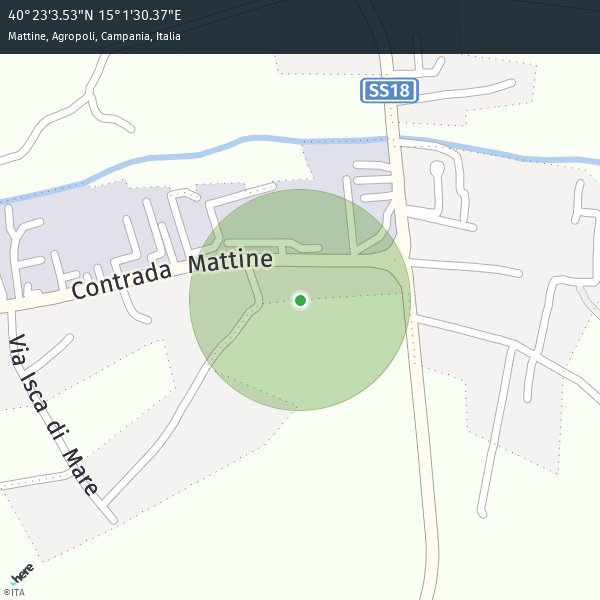 40°23'3.53"N 15°1'30.37"E
Mattine, Agropoli, Campania, Italia
SS18
Contrada Mattine
Via Isca di Mare
here
©ITA